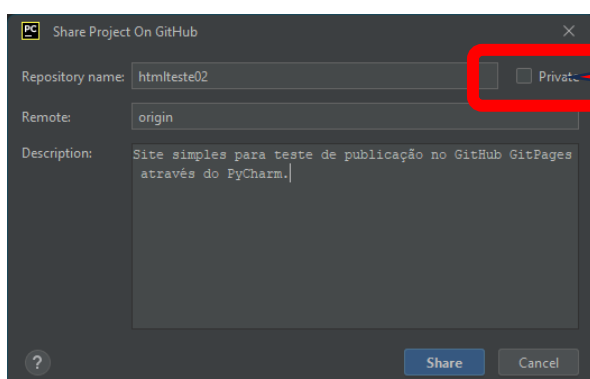 PC Share Project On GitHub
Repository name: htmlteste02 Private
Remote: origin
Description: Site simples para teste de publicação no GitHub GitPages
através do PyCharm.
? Share Cancel